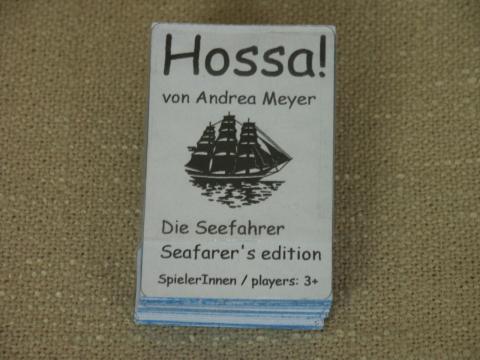 Hossa!
von Andrea Meyer
Die Seefahrer
Seafarer's edition
SpielerInnen / players: 3+